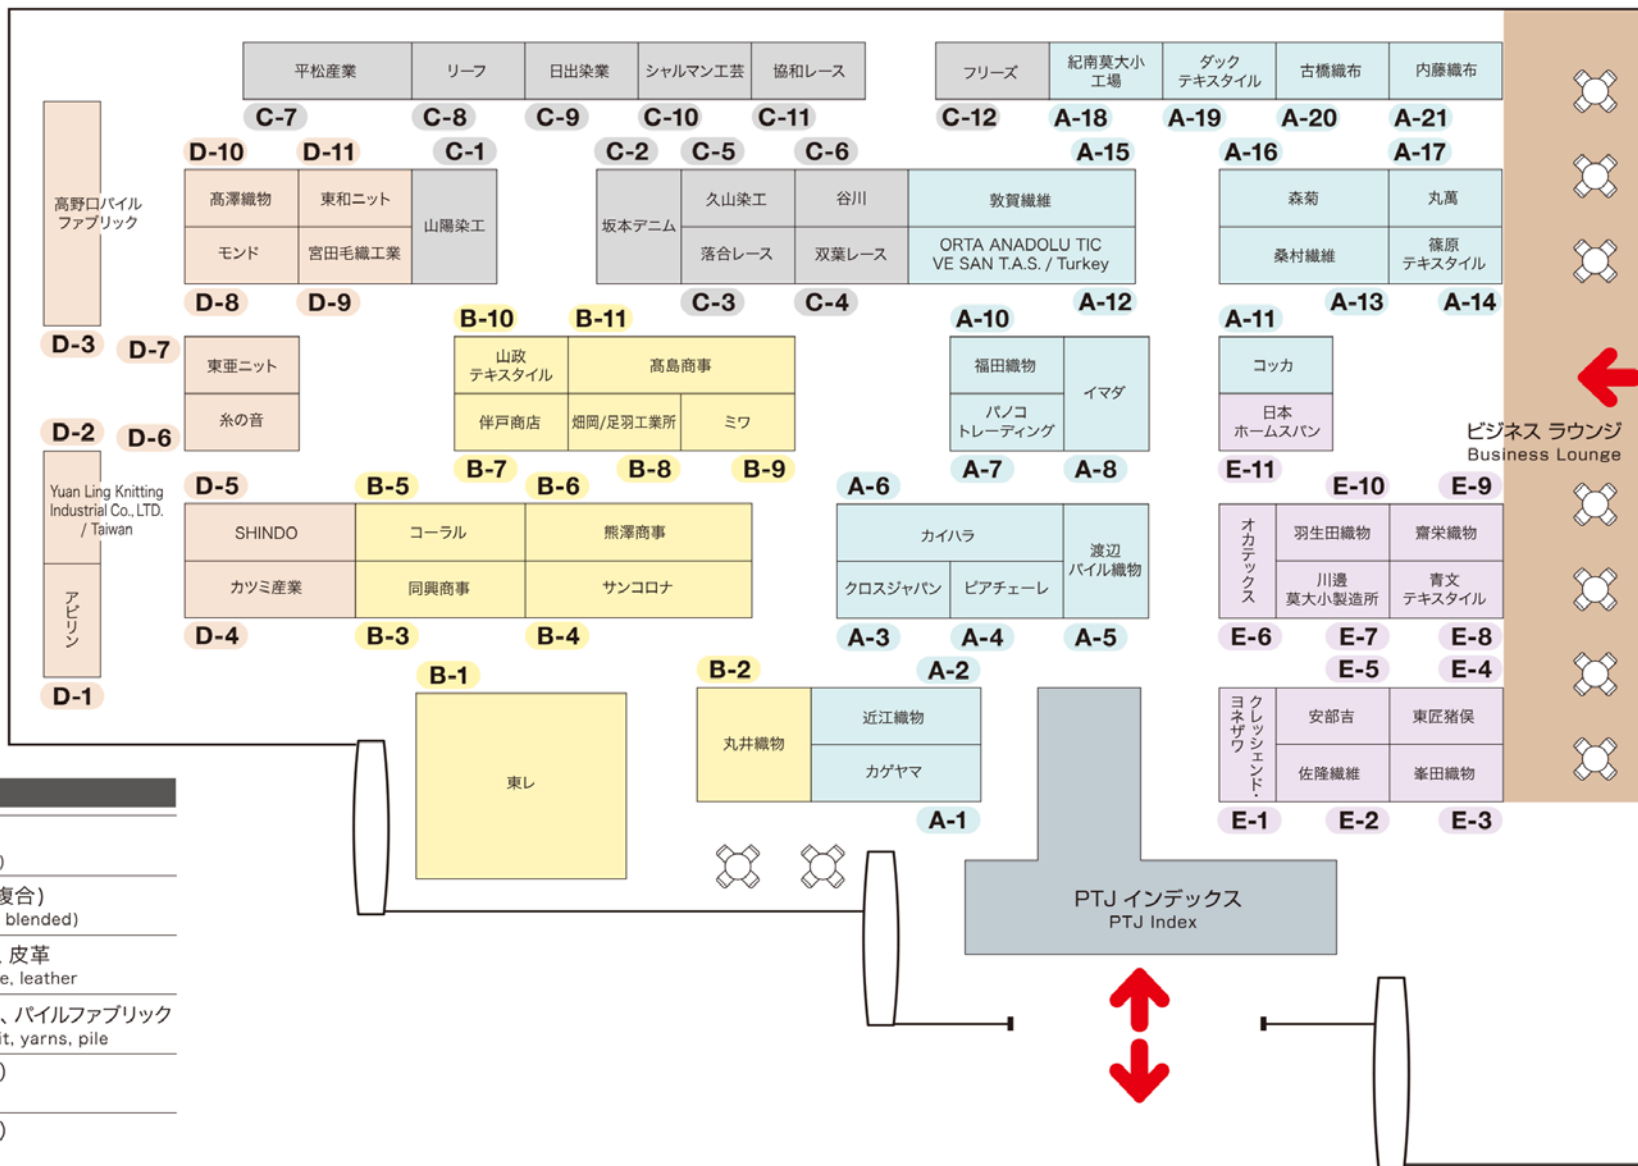 平松産業
リーフ
日出染業
シャルマン工芸
協和レース
フリーズ
紀南莫大小
工場
ダック
テキスタイル
古橋織布
内藤織布
C-7
C-8
C-9
C-10
C-11
C-12
A-18
A-19
A-20
A-21
D-10
D-11
C-1
C-2
C-5
C-6
A-15
A-16
A-17
高野口パイル
ファブリック
髙澤織物
東和ニット
山陽染工
坂本デニム
久山染工
谷川
敦賀繊維
森菊
丸萬
モンド
宮田毛織工業
落合レース
双葉レース
ORTA ANADOLU TIC
VE SAN T.A.S. / Turkey
桑村繊維
篠原
テキスタイル
D-8
D-9
C-3
C-4
A-12
A-13
A-14
D-3
D-7
B-10
B-11
A-10
A-11
東亜ニット
山政
テキスタイル
髙島商事
福田織物
イマダ
コッカ
糸の音
伴戸商店
畑岡/足羽工業所
ミワ
パノコ
トレーディング
日本
ホームスパン
ビジネス ラウンジ
Business Lounge
D-2
D-6
B-7
B-8
B-9
A-7
A-8
E-11
Yuan Ling Knitting
Industrial Co., LTD.
/ Taiwan
D-5
B-5
B-6
A-6
E-10
E-9
SHINDO
コーラル
熊澤商事
カイハラ
渡辺
パイル織物
オカテックス
羽生田織物
齋栄織物
アビリン
カツミ産業
同興商事
サンコロナ
クロスジャパン
ピアチェーレ
川邊
莫大小製造所
青文
テキスタイル
D-4
B-3
B-4
A-3
A-4
A-5
E-6
E-7
E-8
D-1
B-1
B-2
A-2
E-5
E-4
東レ
丸井織物
近江織物
カゲヤマ
クレッシェンド・
ヨネザワ
安部吉
東匠猪俣
佐隆繊維
峯田織物
A-1
E-1
E-2
E-3
PTJ インデックス
PTJ Index
)
複合)
blended)
、皮革
e, leather
、パイルファブリック
it, yarns, pile
)
)